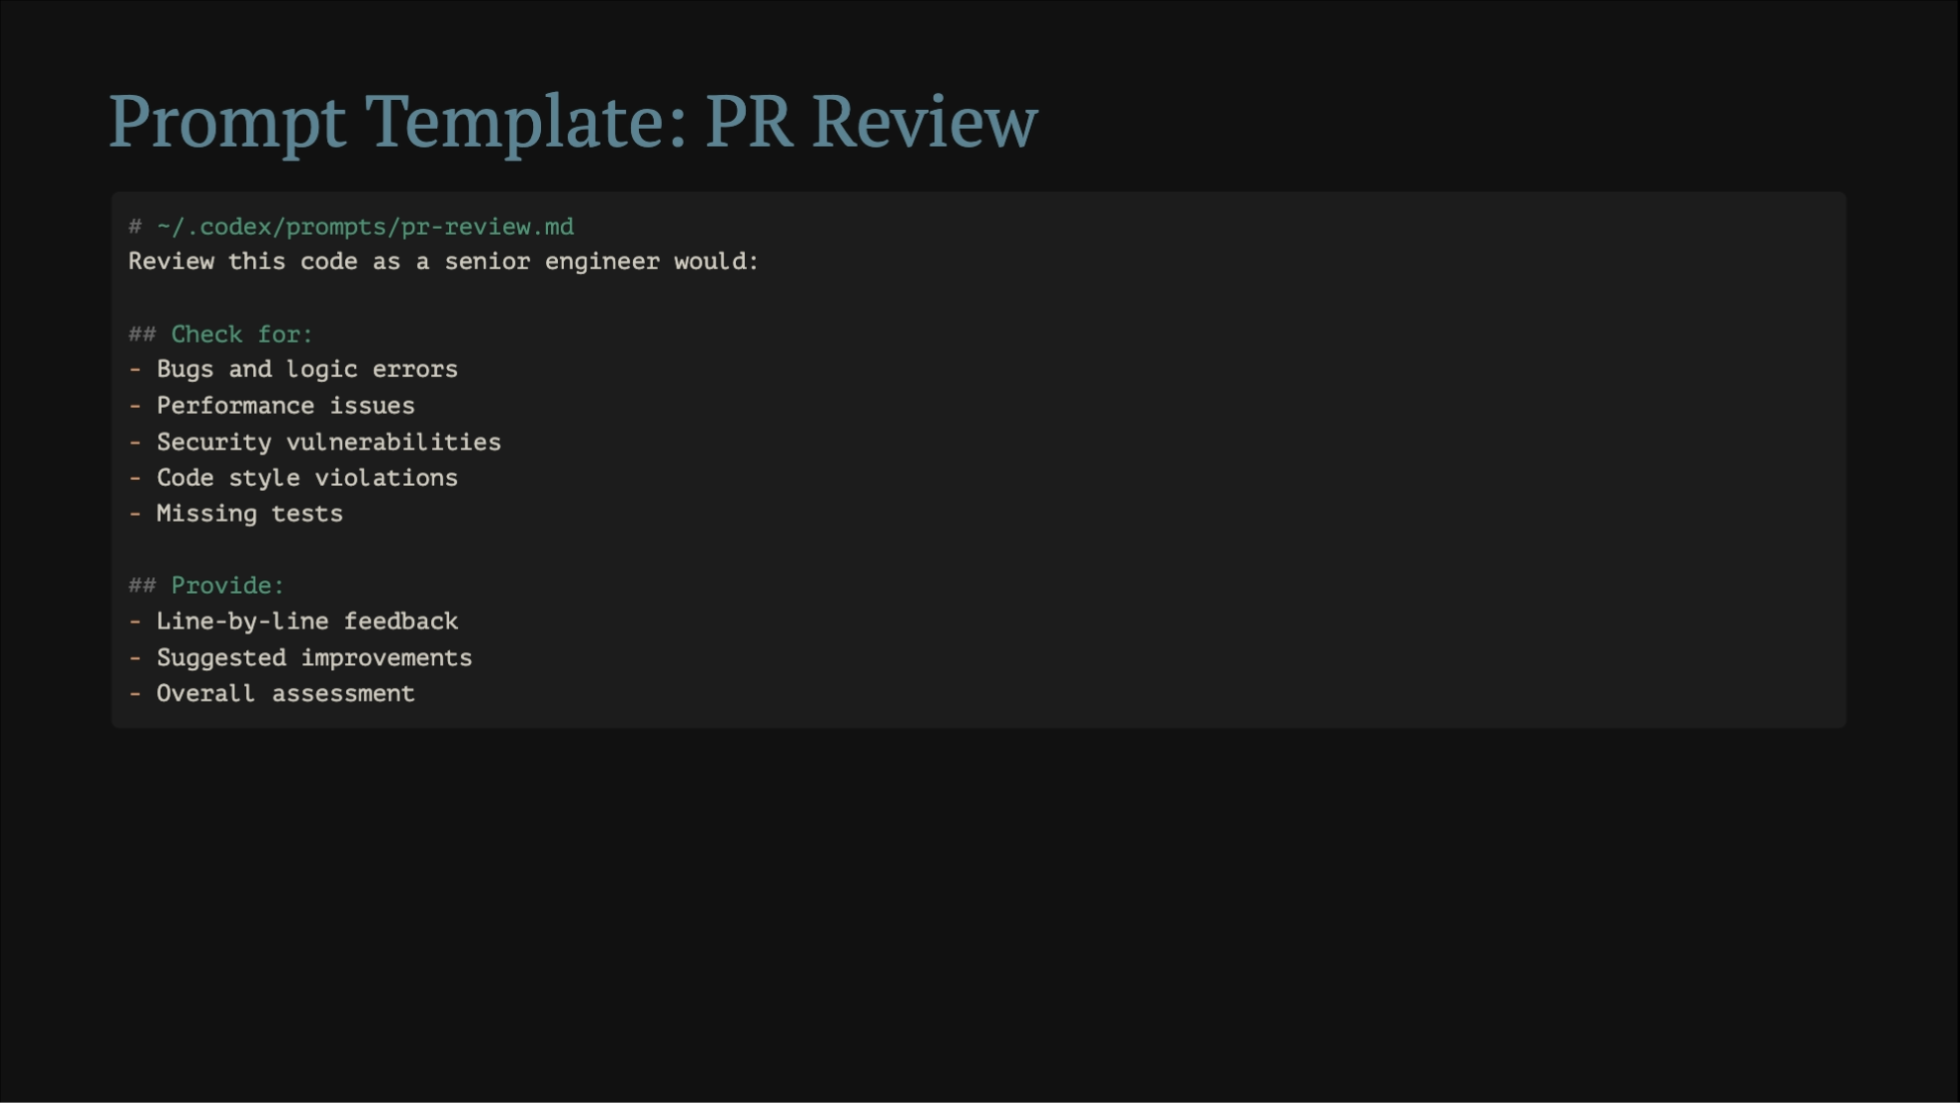 Prompt Template: PR Review
# ~/.codex/prompts/pr-review.md
Review this code as a senior engineer would:
## Check for:
- Bugs and logic errors
- Performance issues
- Security vulnerabilities
- Code style violations
- Missing tests
## Provide:
- Line-by-line feedback
- Suggested improvements
- Overall assessment